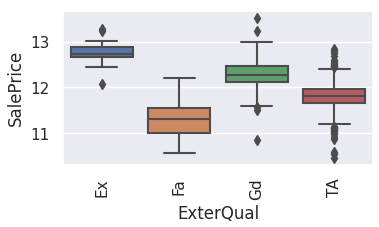 SalePrice
13
12
11
Ex
Fa
Gd
TA
ExterQual